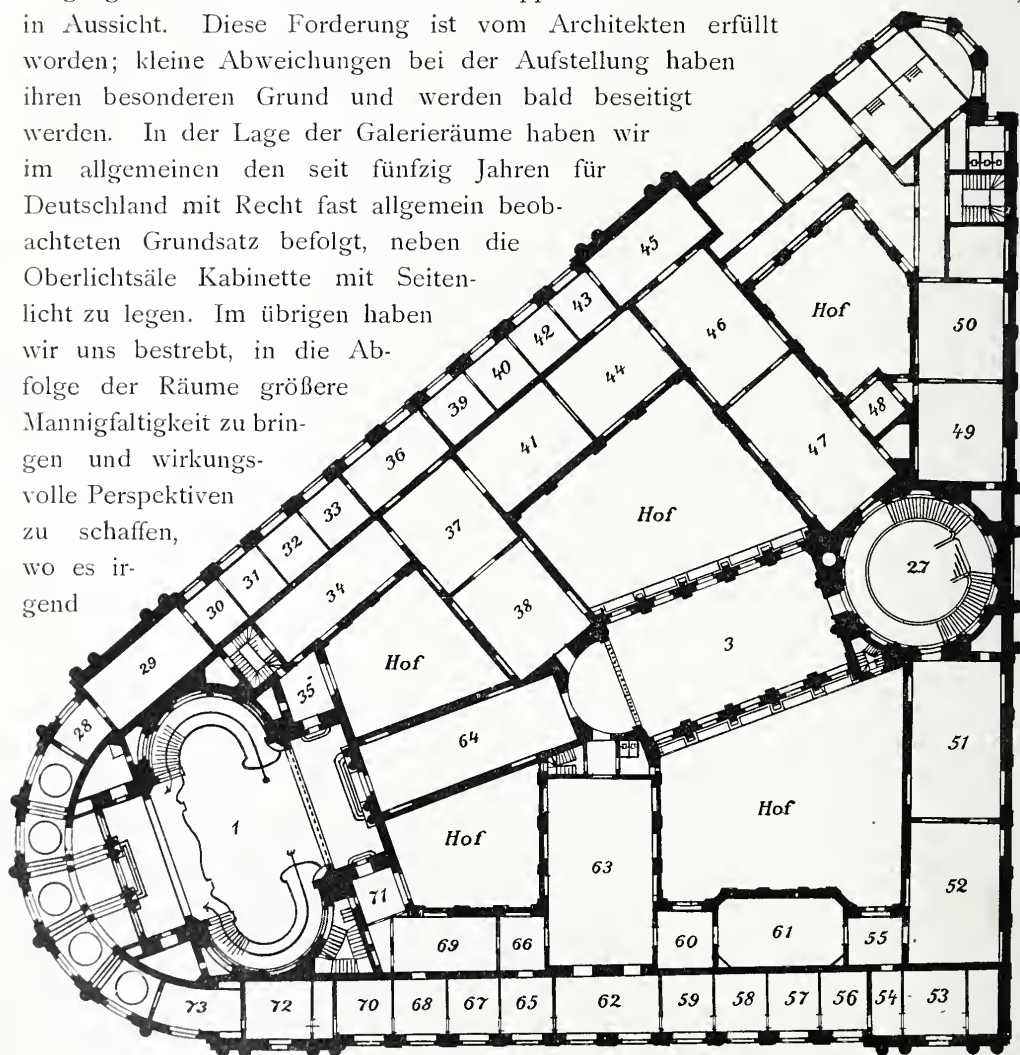 in Aussicht. Diese Forderung ist vom Architekten erfüllt
worden; kleine Abweichungen bei der Aufstellung haben
ihren besonderen Grund und werden bald beseitigt
werden. In der Lage der Galerieräume haben wir
im allgemeinen den seit fünfzig Jahren für
Deutschland mit Recht fast allgemein beob-
achteten Grundsatz befolgt, neben die
Oberlichtsäle Kabinette mit Seiten-
licht zu legen. Im übrigen haben
wir uns bestrebt, in die Ab-
folge der Räume größere
Mannigfaltigkeit zu brin-
gen und wirkungs-
volle Perspektiven
zu schaffen,
wo es ir-
gend
45
43
42
40
39
36
33
32
31
30
29
28
46
44
41
37
34
35
38
47
48
Hof
50
49
Hof
27
3
Hof
64
1
51
Hof
Hof
63
52
71
69
66
60
61
55
73
72
70
68
67
65
62
59
58
57
56
54
53